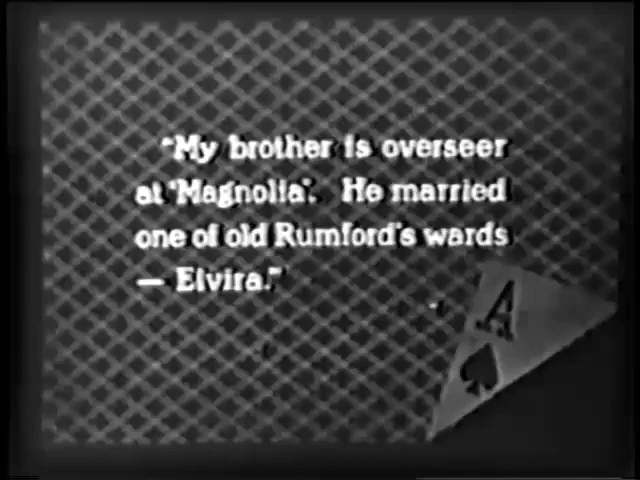 "My brother is overseer
at 'Magnolia'. He married
one of old Rumford's wards
— Elvira."
A